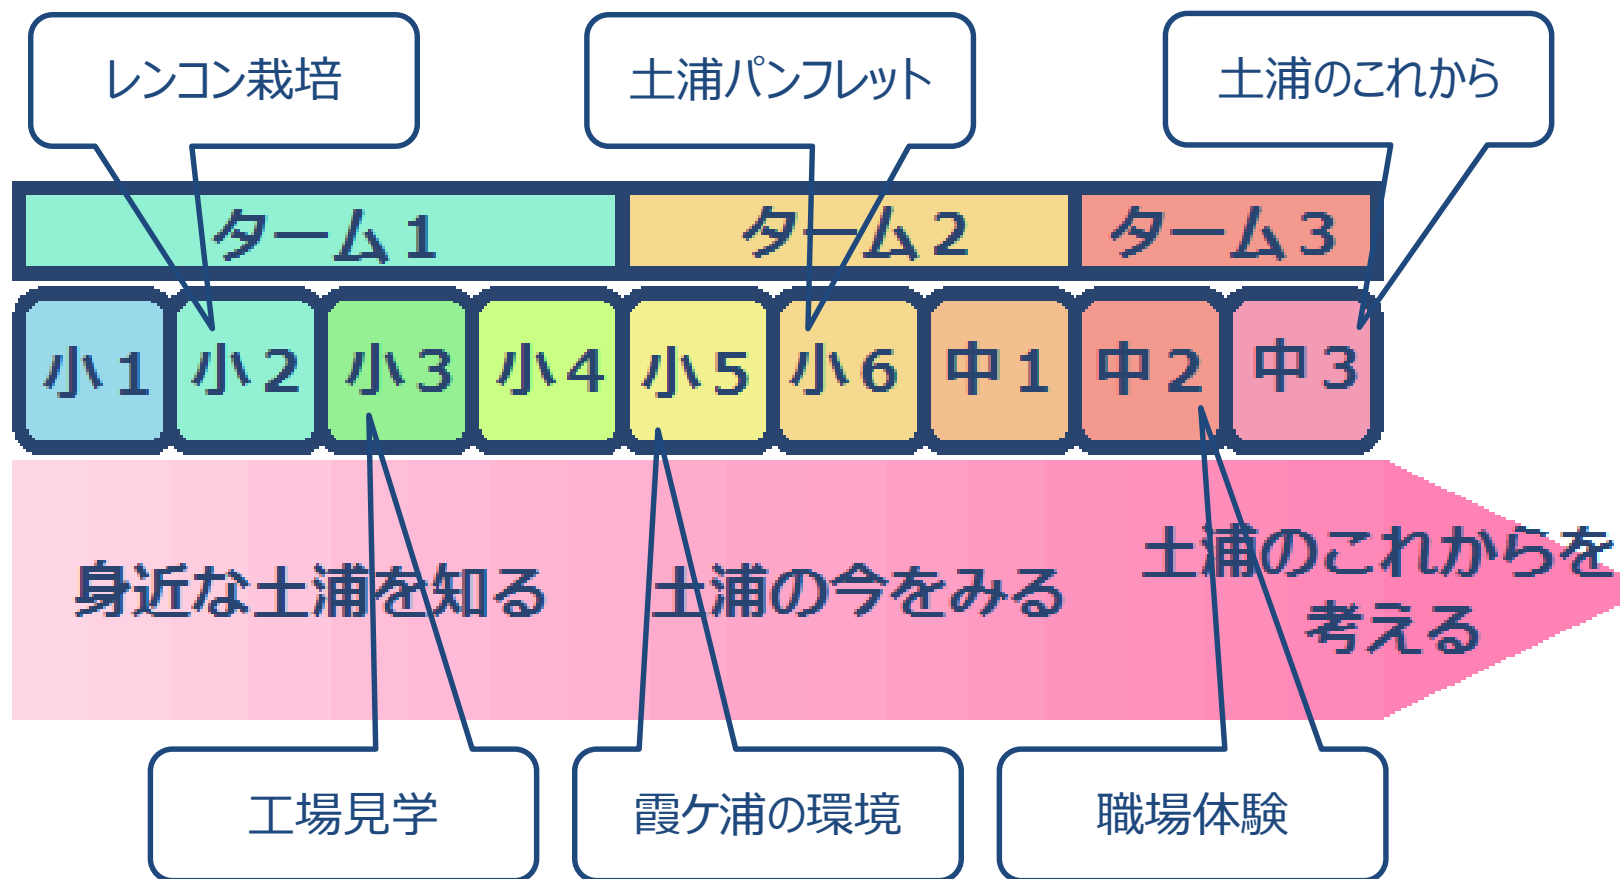 レンコン栽培
土浦パンフレット
土浦のこれから
ターム１
ターム２
ターム３
小１
小２
小３
小４
小５
小６
中１
中２
中３
身近な土浦を知る
土浦の今をみる
土浦のこれからを
考える
工場見学
霞ケ浦の環境
職場体験